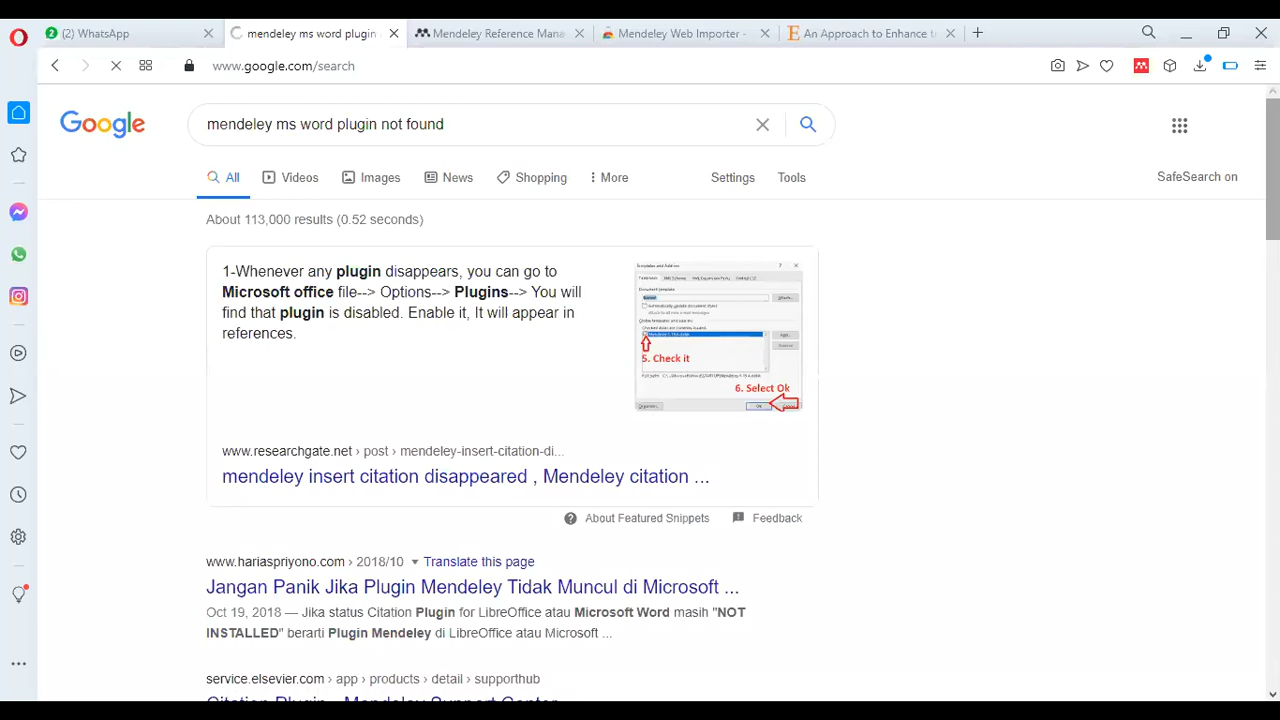 (2) WhatsApp
mendeley ms word plugin
Mendeley Reference Mana
Mendeley Web Importer -
An Approach to Enhance t
www.google.com/search
Google
mendeley ms word plugin not found
All
Videos
Images
News
Shopping
More
Settings
Tools
SafeSearch on
About 113,000 results (0.52 seconds)
1-Whenever any plugin disappears, you can go to
Microsoft office file--> Options--> Plugins--> You will
find that plugin is disabled. Enable it, It will appear in
references.
5. Check it
6. Select Ok
www.researchgate.net › post › mendeley-insert-citation-di...
mendeley insert citation disappeared , Mendeley citation ...
About Featured Snippets
Feedback
www.hariaspriyono.com › 2018/10
Translate this page
Jangan Panik Jika Plugin Mendeley Tidak Muncul di Microsoft ...
Oct 19, 2018 — Jika status Citation Plugin for LibreOffice atau Microsoft Word masih "NOT
INSTALLED" berarti Plugin Mendeley di LibreOffice atau Microsoft ...
service.elsevier.com › app › products › detail › supporthub
Citation Plugin - Mendeley Support Center